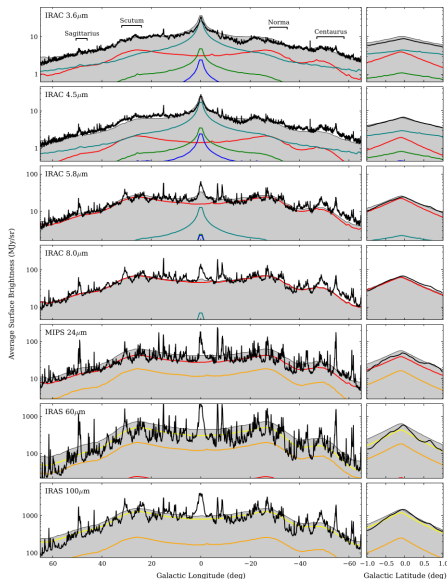 IRAC 3.6μm
Sagittarius
Scutum
Norma
Centaurus
10
1
IRAC 4.5μm
10
1
IRAC 5.8μm
100
10
IRAC 8.0μm
100
10
MIPS 24μm
100
10
IRAS 60μm
1000
100
IRAS 100μm
1000
100
Average Surface Brightness (MJy/sr)
60 40 20 0 −20 −40 −60
−1.0 −0.5 0.0 0.5 1.0
Galactic Longitude (deg)
Galactic Latitude (deg)